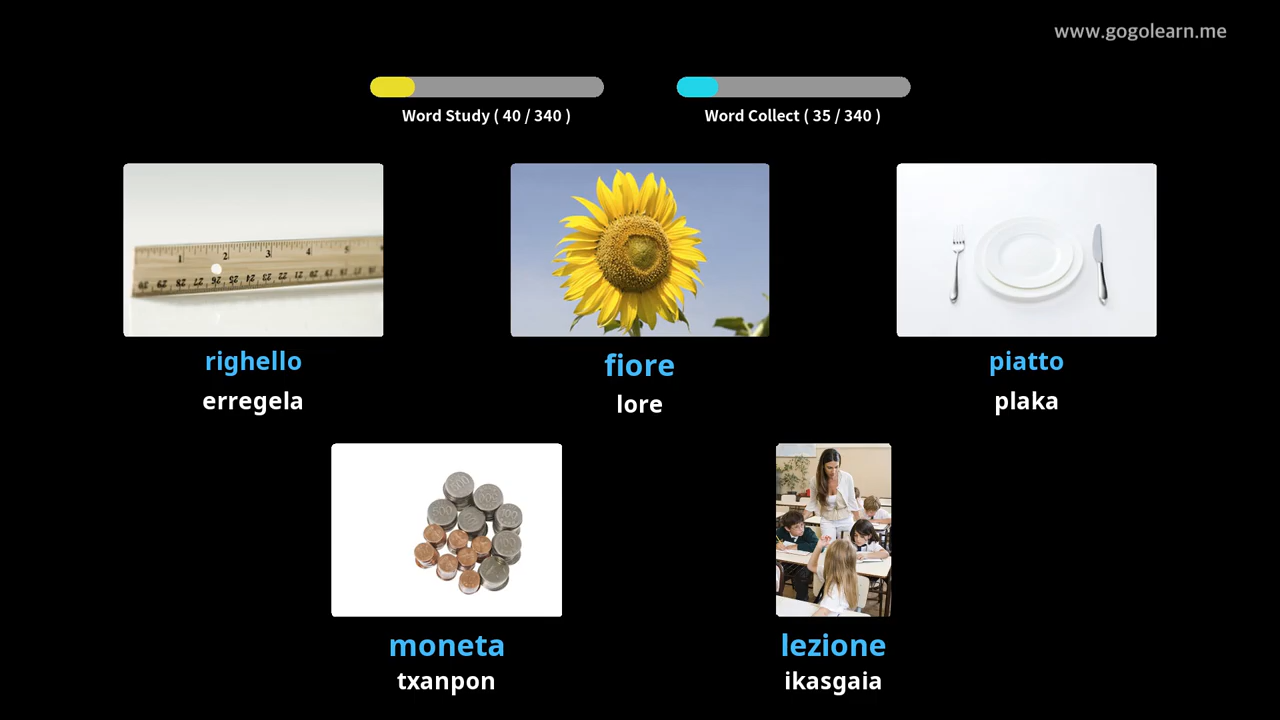 www.gogolearn.me
Word Study ( 40 / 340 )
Word Collect ( 35 / 340 )
righello
erregela
fiore
lore
piatto
plaka
moneta
txanpon
lezione
ikasgaia